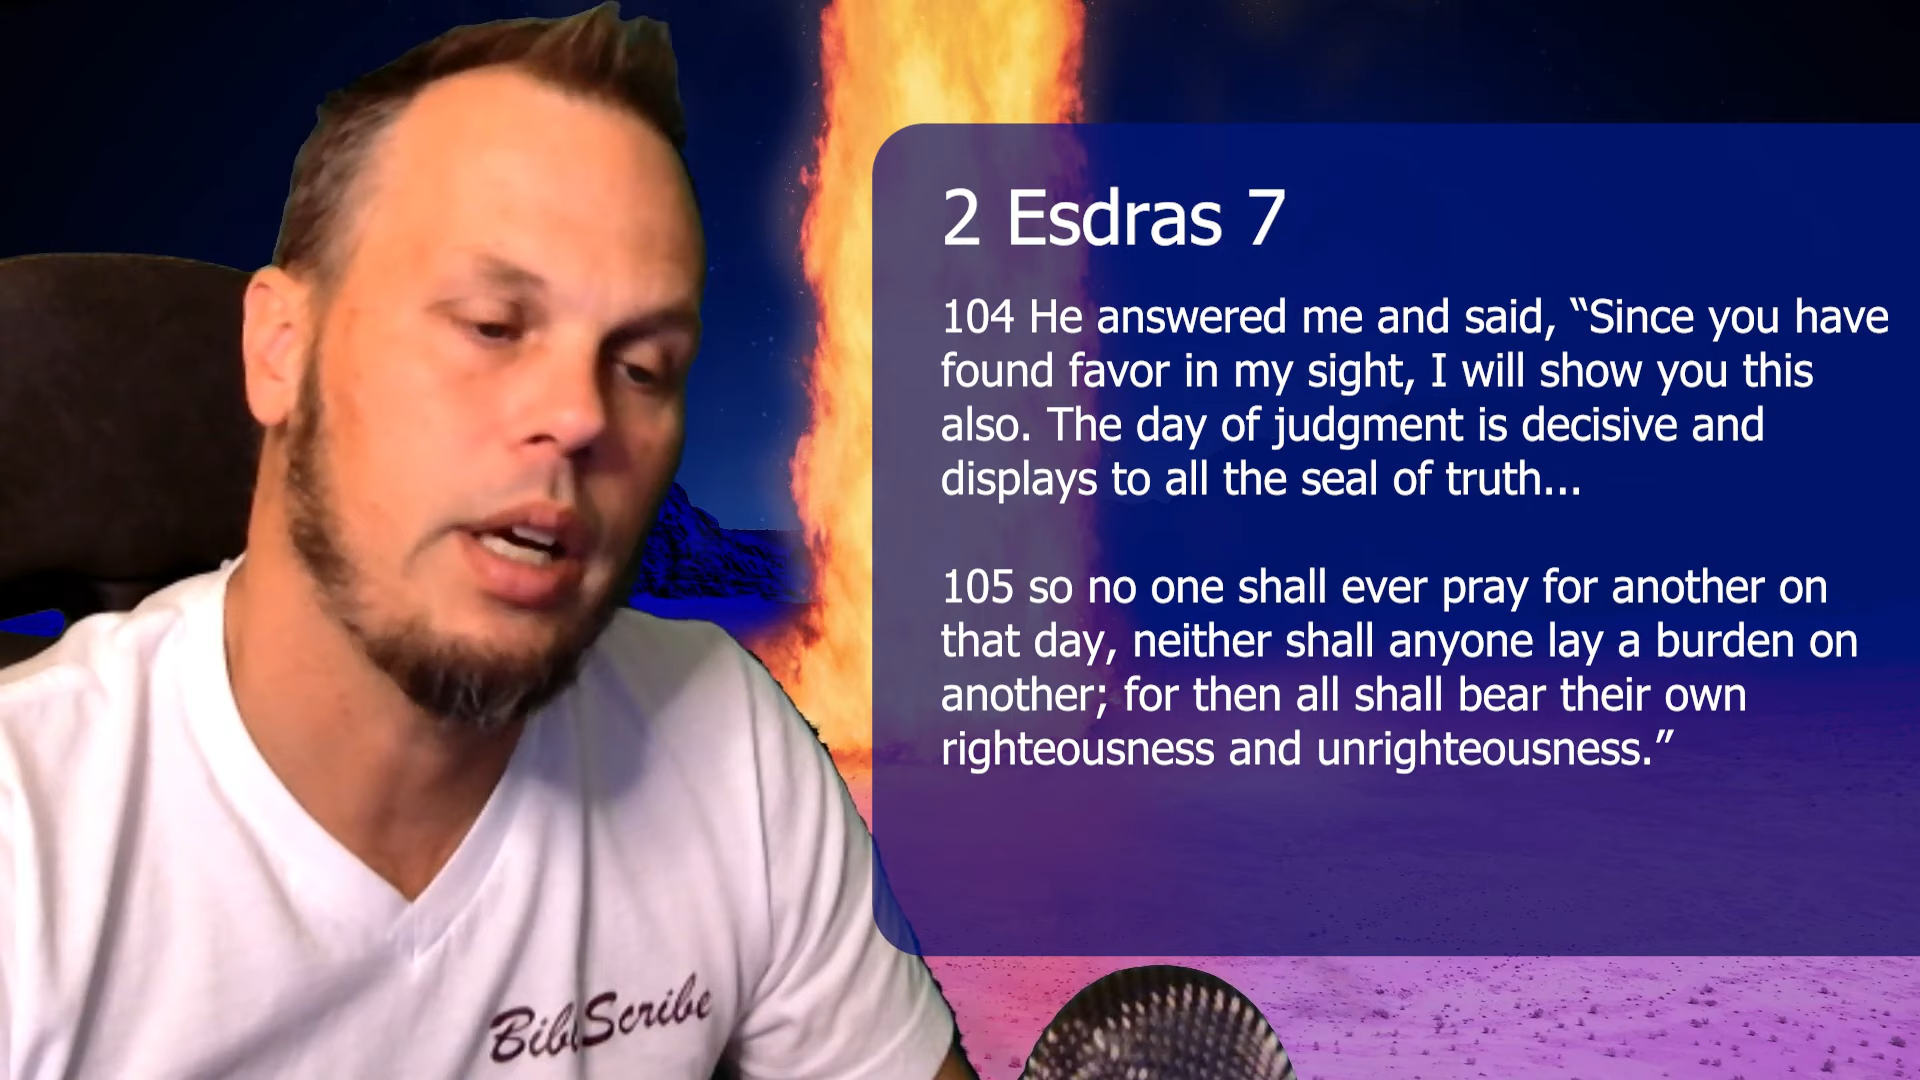 2 Esdras 7
104 He answered me and said, “Since you have
found favor in my sight, I will show you this
also. The day of judgment is decisive and
displays to all the seal of truth...
105 so no one shall ever pray for another on
that day, neither shall anyone lay a burden on
another; for then all shall bear their own
righteousness and unrighteousness.”